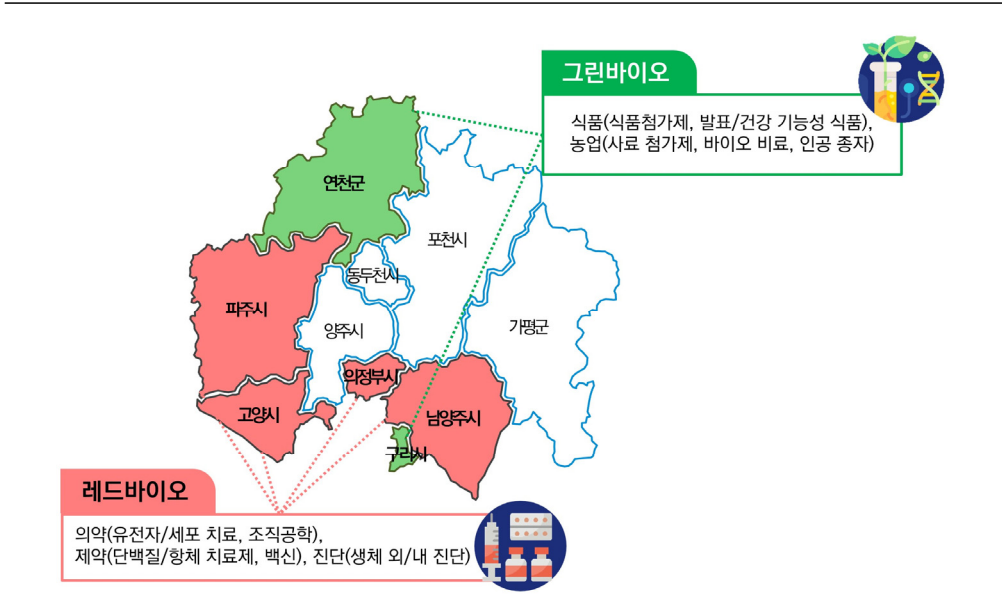 그린바이오
식품(식품첨가제, 발표/건강 기능성 식품),
농업(사료 첨가제, 바이오 비료, 인공 종자)
연천군
포천시
동두천시
파주시
양주시
가평군
의정부시
고양시
남양주시
구리시
레드바이오
의약(유전자/세포 치료, 조직공학),
제약(단백질/항체 치료제, 백신), 진단(생체 외/내 진단)